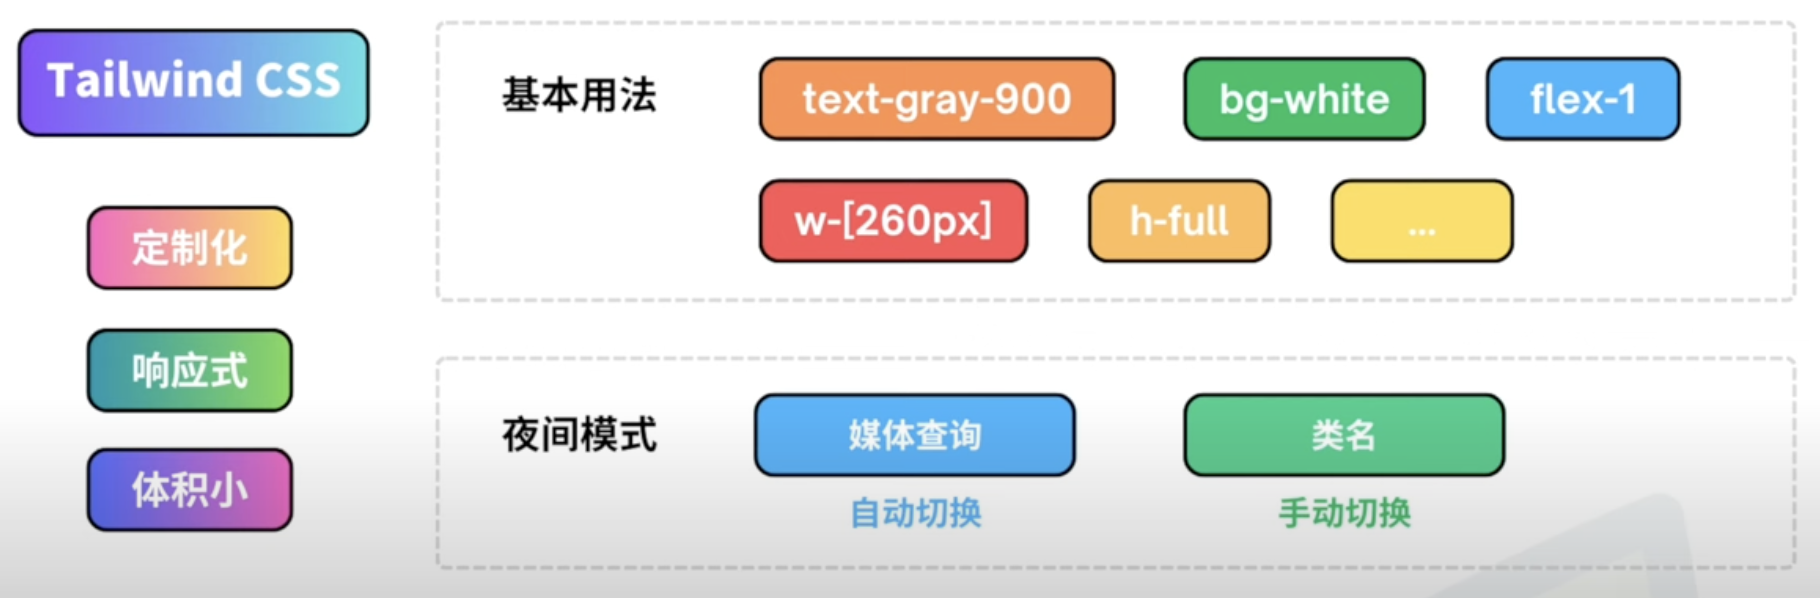 Tailwind CSS
定制化
响应式
体积小
基本用法
text-gray-900
bg-white
flex-1
w-[260px]
h-full
...
夜间模式
媒体查询
自动切换
类名
手动切换